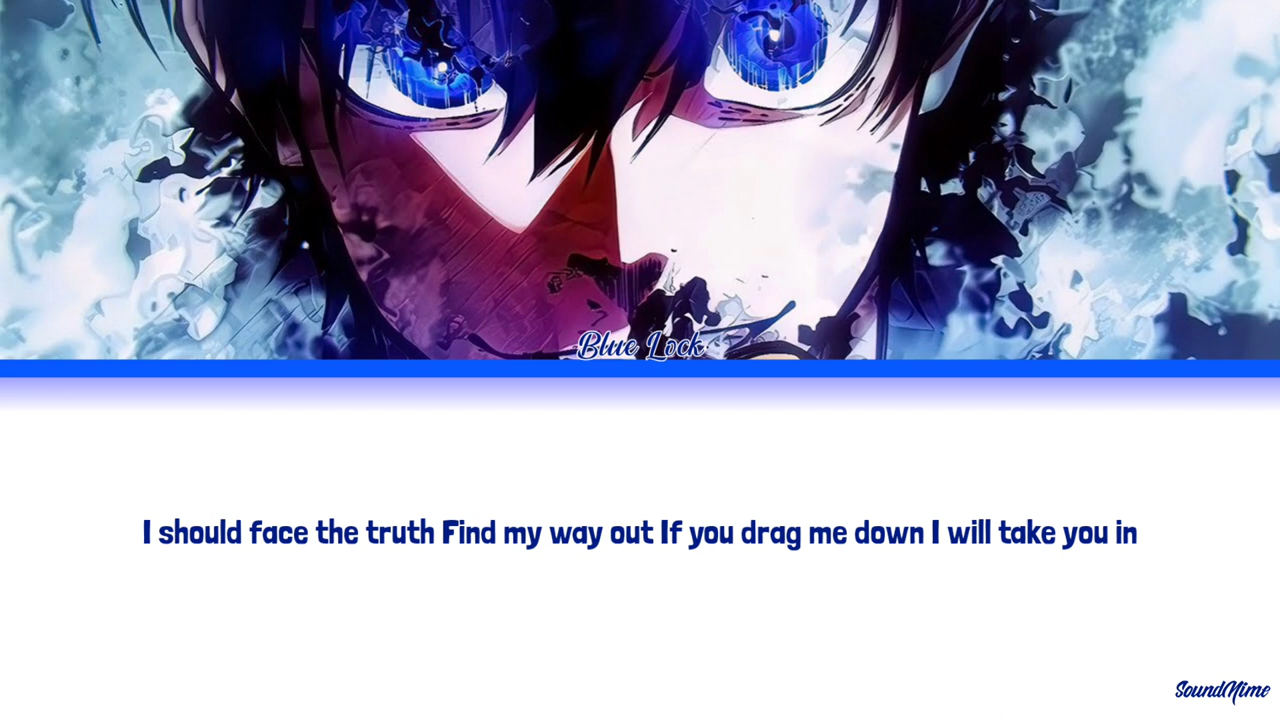 Blue Lock
I should face the truth Find my way out If you drag me down I will take you in
SoundMime